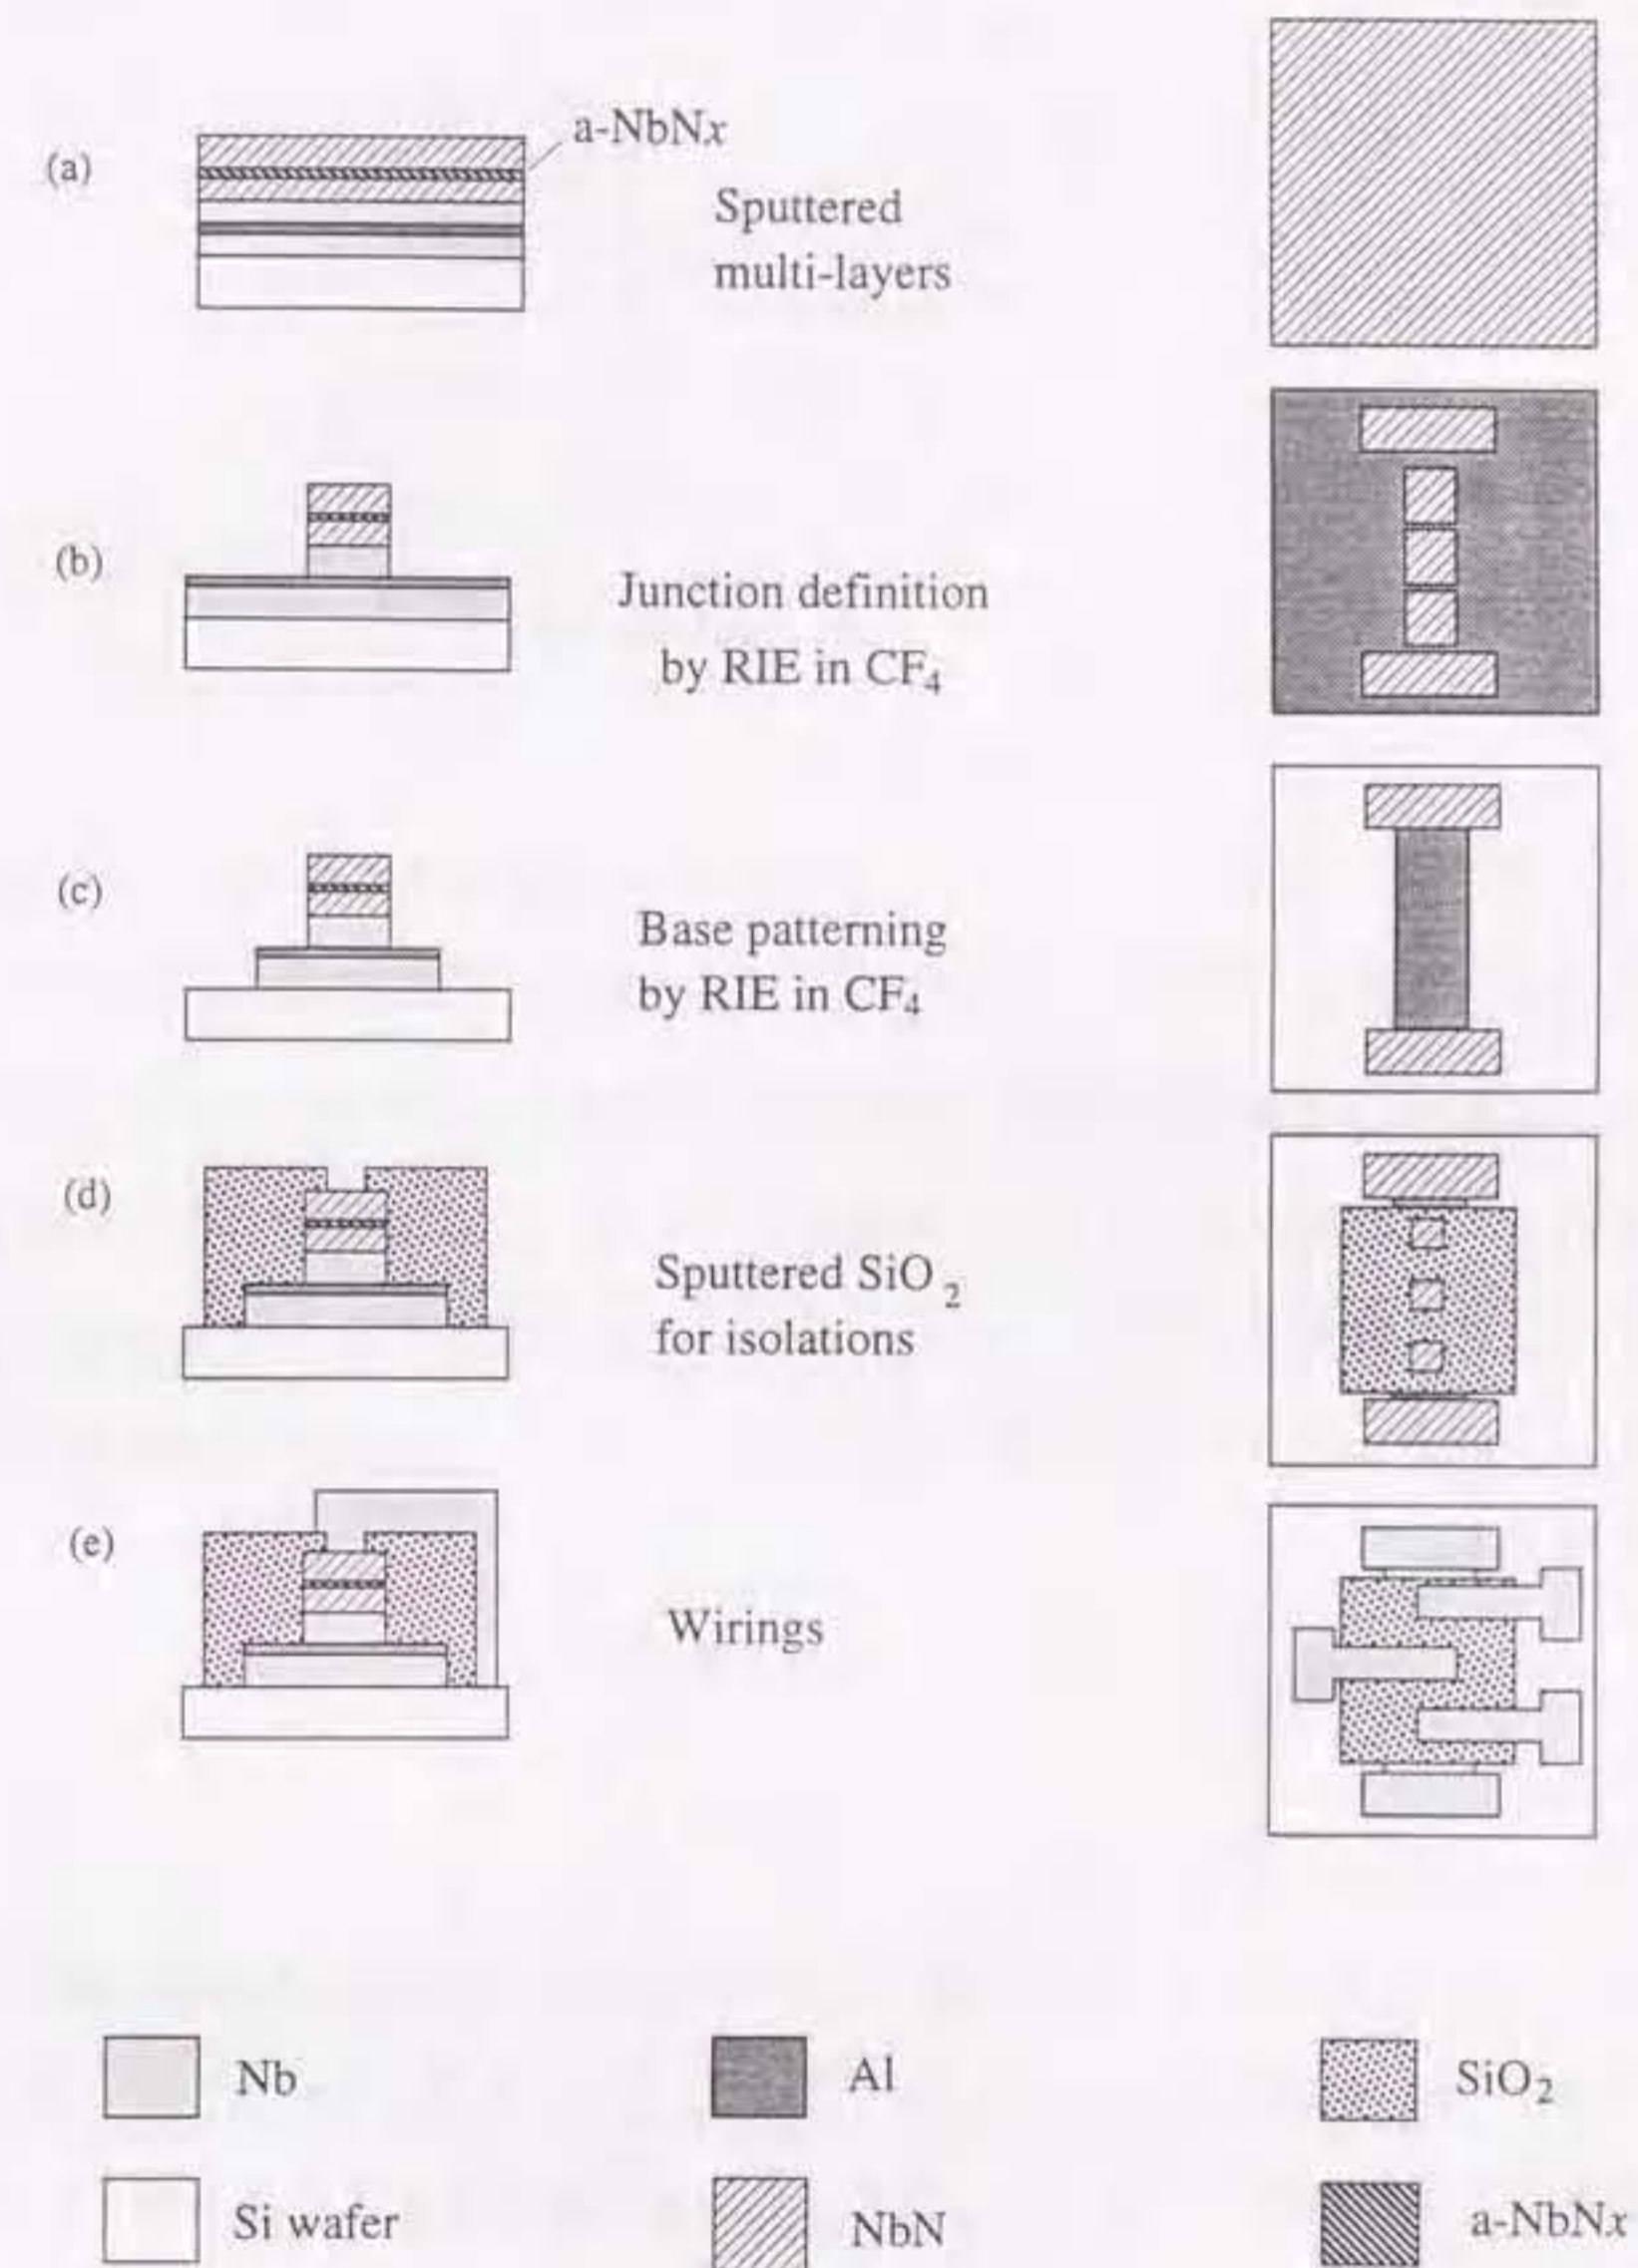 (a)
a-NbNx
Sputtered
multi-layers
(b)
Junction definition
by RIE in CF₄
(c)
Base patterning
by RIE in CF₄
(d)
Sputtered SiO₂
for isolations
(e)
Wirings
Nb
Al
SiO₂
Si wafer
NbN
a-NbNx